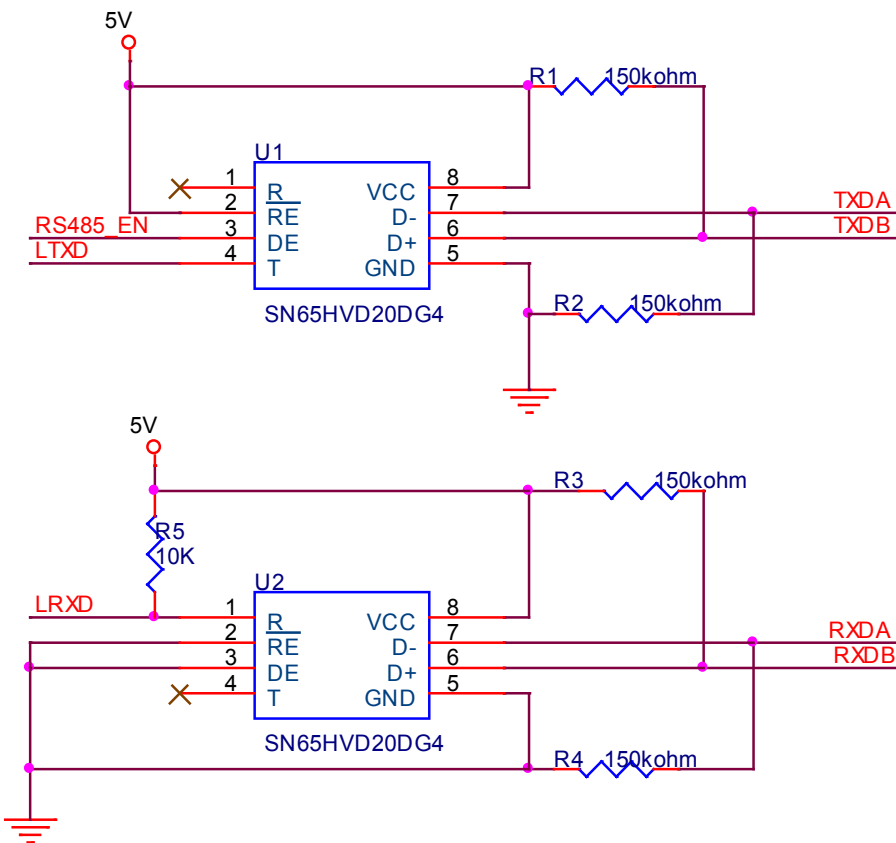 5V
R1 150kohm
U1
1 R VCC 8
2 RE D- 7 TXDA
RS485_EN 3 DE D+ 6 TXDB
LTXD 4 T GND 5
SN65HVD20DG4
R2 150kohm
5V
R3 150kohm
R5
10K
U2
LRXD 1 R VCC 8
2 RE D- 7 RXDA
3 DE D+ 6 RXDB
4 T GND 5
SN65HVD20DG4
R4 150kohm